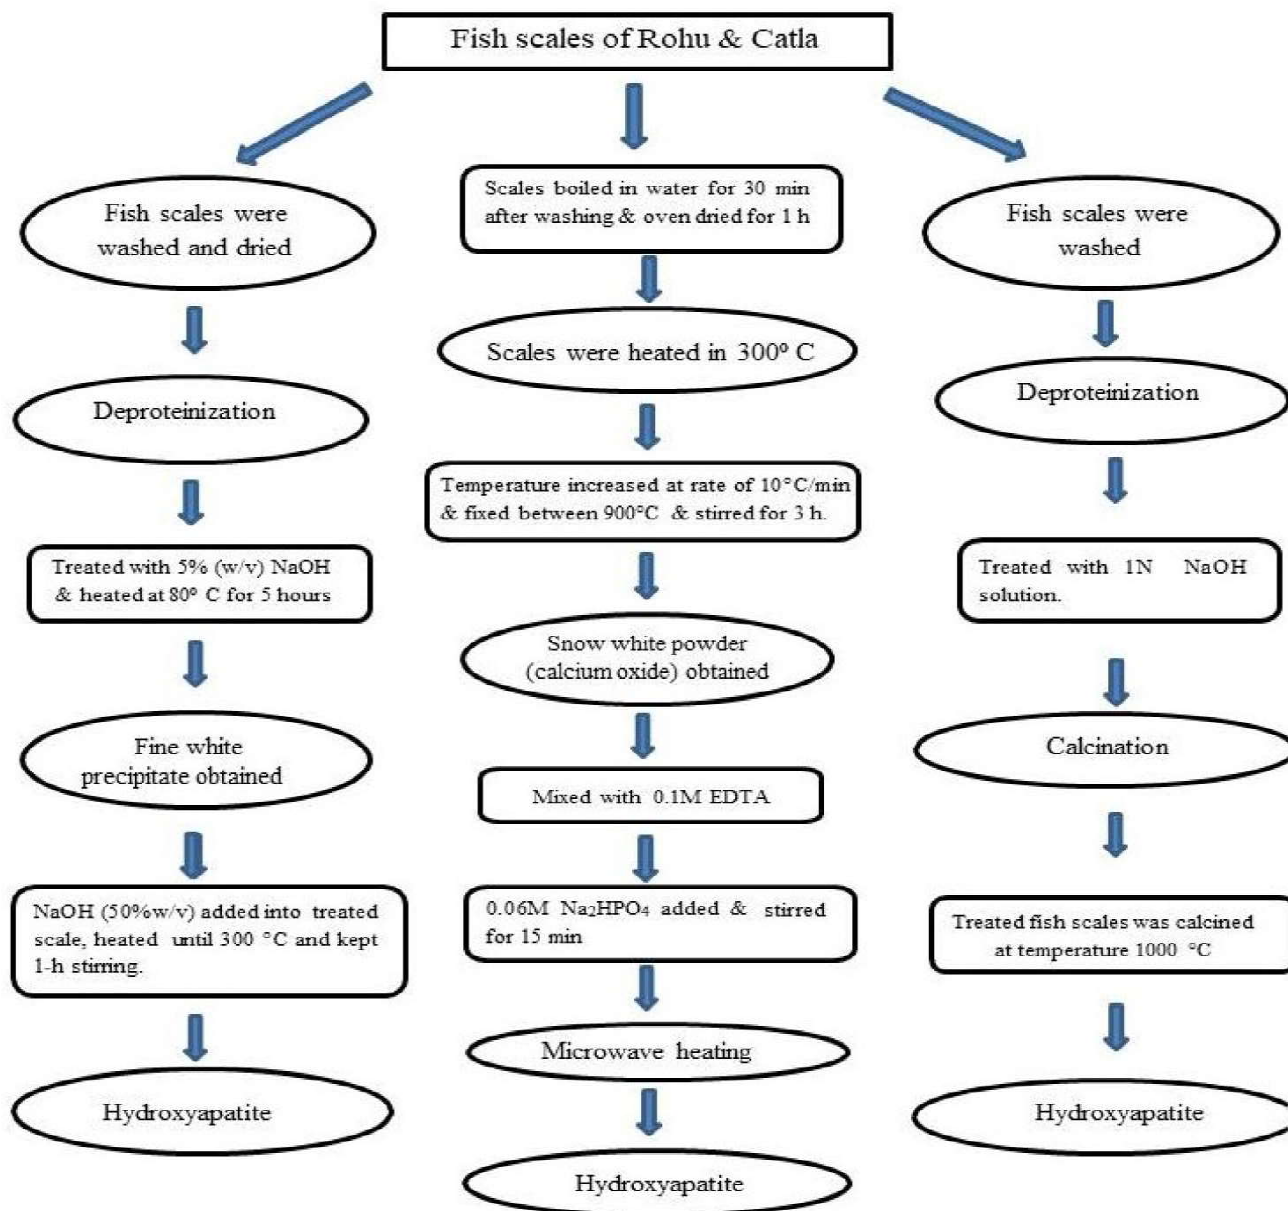 Fish scales of Rohu & Catla
Fish scales were
washed and dried
Deproteinization
Treated with 5% (w/v) NaOH
& heated at 80º C for 5 hours
Fine white
precipitate obtained
NaOH (50%w/v) added into treated
scale, heated until 300 °C and kept
1-h stirring.
Hydroxyapatite
Scales boiled in water for 30 min
after washing & oven dried for 1 h
Scales were heated in 300º C
Temperature increased at rate of 10°C/min
& fixed between 900°C & stirred for 3 h.
Snow white powder
(calcium oxide) obtained
Mixed with 0.1M EDTA
0.06M Na₂HPO₄ added & stirred
for 15 min
Microwave heating
Hydroxyapatite
Fish scales were
washed
Deproteinization
Treated with 1N NaOH
solution.
Calcination
Treated fish scales was calcined
at temperature 1000 °C
Hydroxyapatite